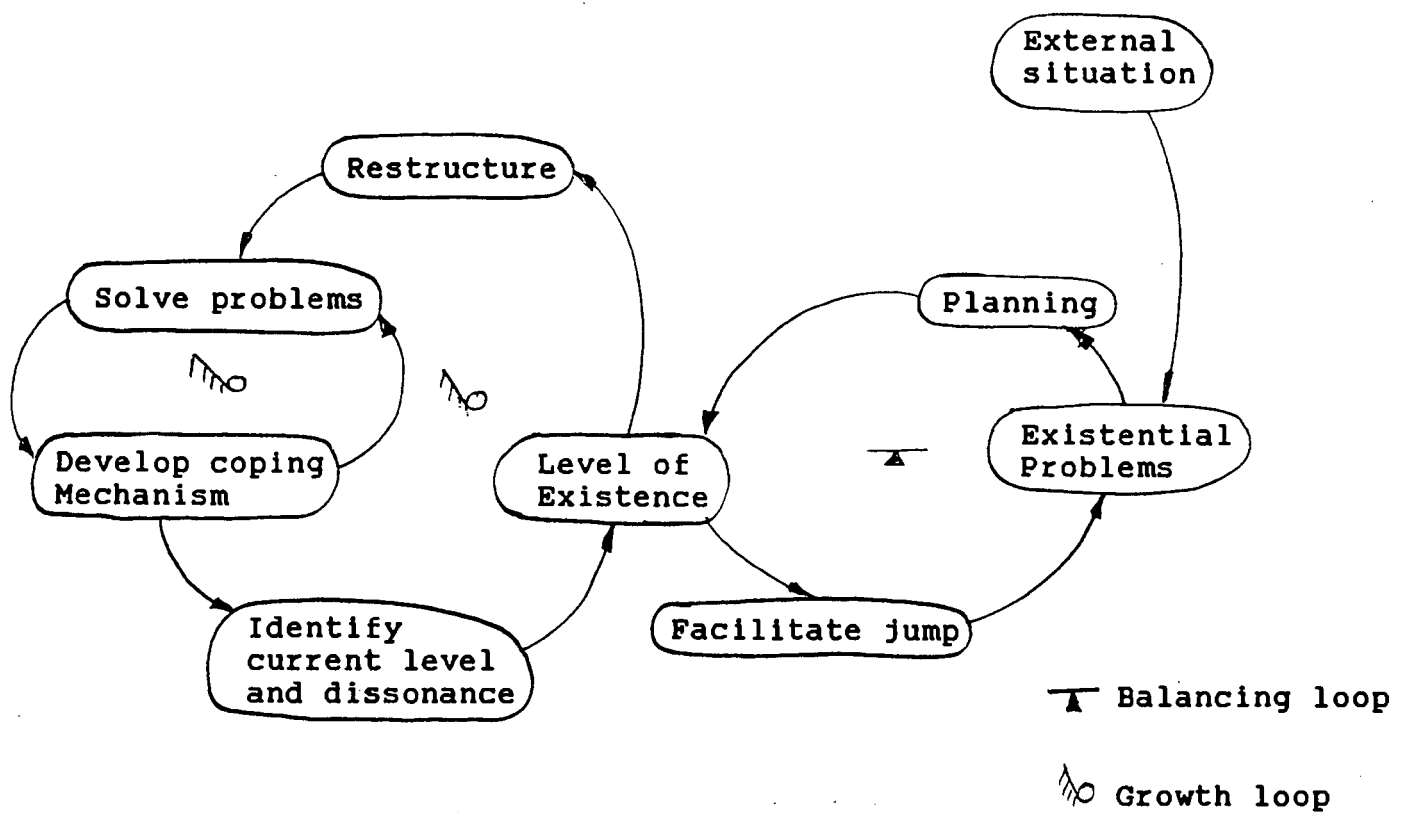 External
situation
Restructure
Solve problems
Planning
Existential
Problems
Develop coping
Mechanism
Level of
Existence
Identify
current level
and dissonance
Facilitate jump
Balancing loop
Growth loop